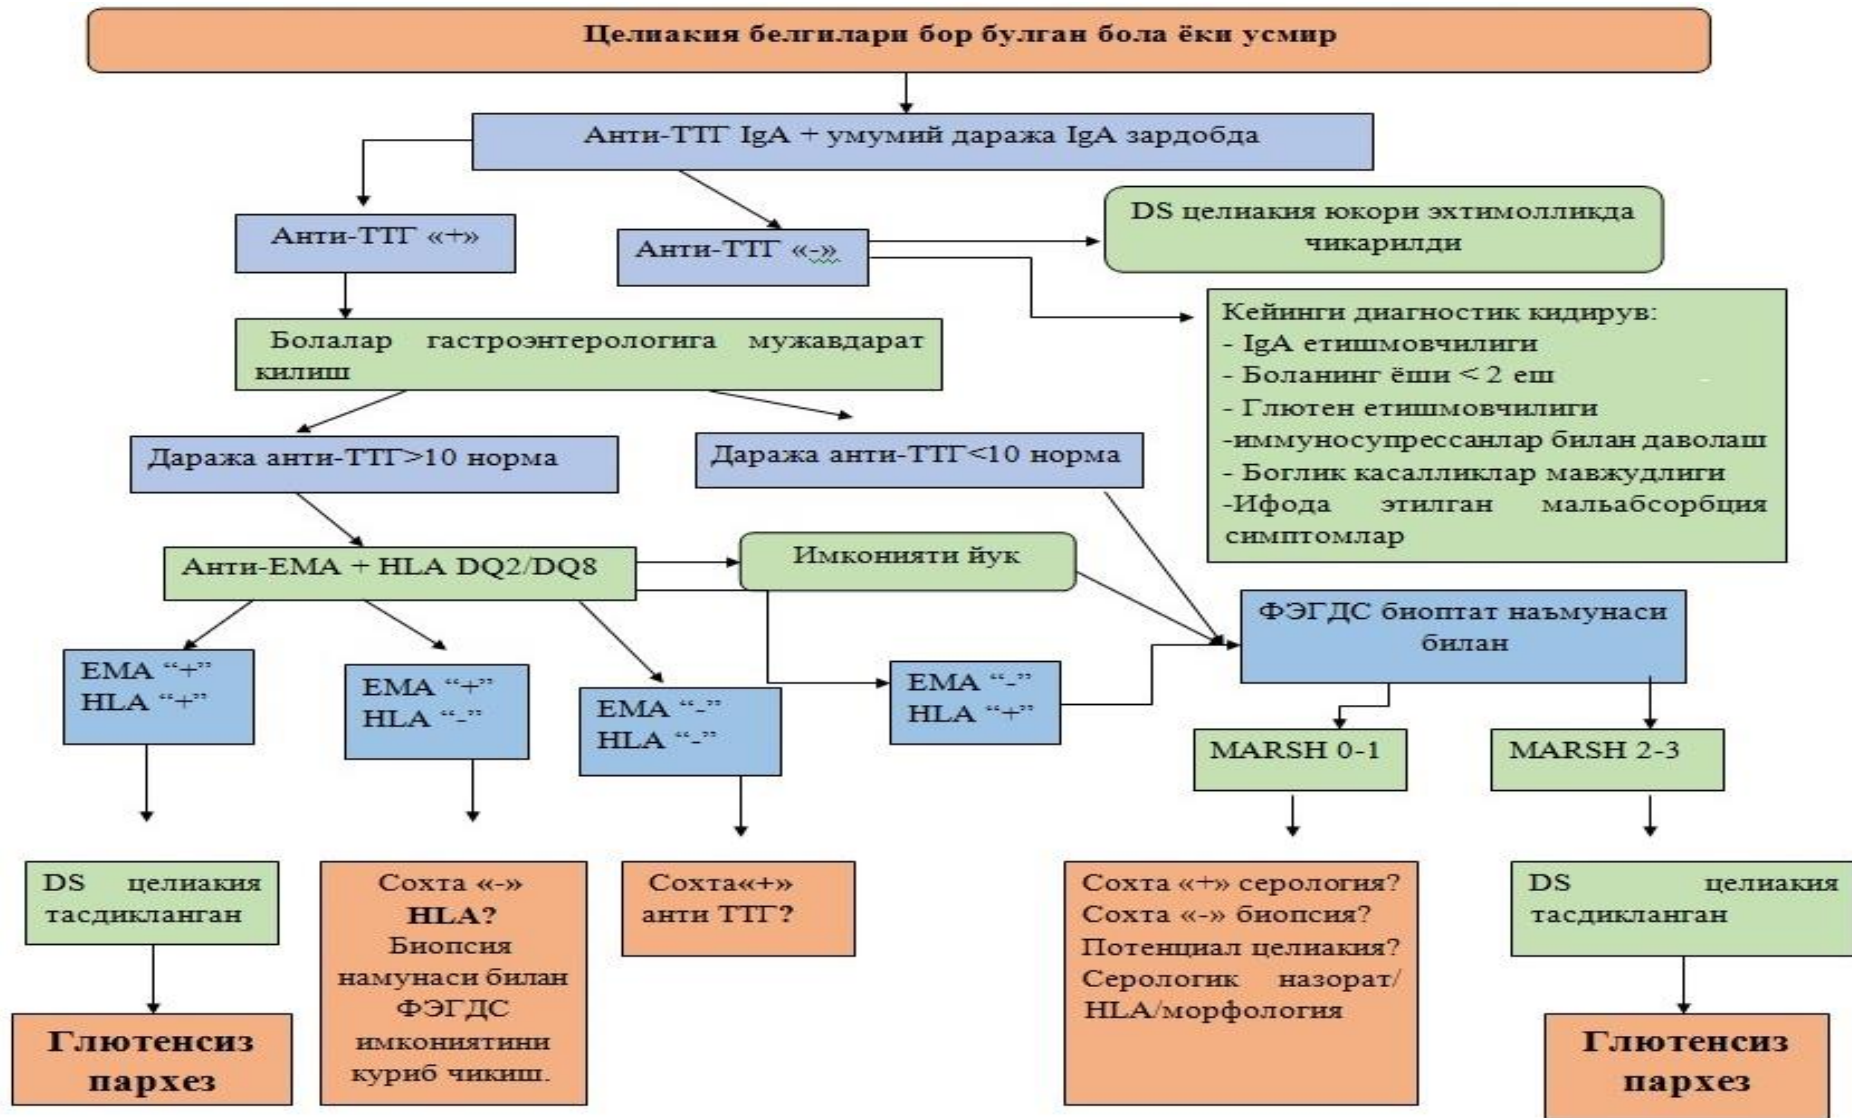 Целиакия белгилари бор булган бола ёки усмир
Анти-ТТГ IgA + умумий даража IgA зардобда
Анти-ТТГ «+»
Анти-ТТГ «-»
DS целиакия юкори эхтимолликда
чикарилди
Болалар гастроэнтерологига мужавдарат
килиш
Кейинги диагностик кидирув:
- IgA етишмовчилиги
- Боланинг ёши < 2 еш
- Глютен етишмовчилиги
-иммуносупрессанлар билан даволаш
- Боглик касалликлар мавжудлиги
-Ифода этилган мальабсорбция
симптомлар
Даража анти-ТТГ>10 норма
Даража анти-ТТГ<10 норма
Анти-EMA + HLA DQ2/DQ8
Имконияти йук
ФЭГДС биоптат наъмунаси
билан
EMA “+”
HLA “+”
EMA “+”
HLA “-”
EMA “-”
HLA “-”
EMA “-”
HLA “+”
MARSH 0-1
MARSH 2-3
DS целиакия
тасдикланган
Сохта «-»
HLA?
Биопсия
намунаси билан
ФЭГДС
имкониятини
куриб чикиш.
Сохта«+»
анти ТТГ?
Сохта «+» серология?
Сохта «-» биопсия?
Потенциал целиакия?
Серологик назорат/
HLA/морфология
DS целиакия
тасдикланган
Глютенсиз
пархез
Глютенсиз
пархез